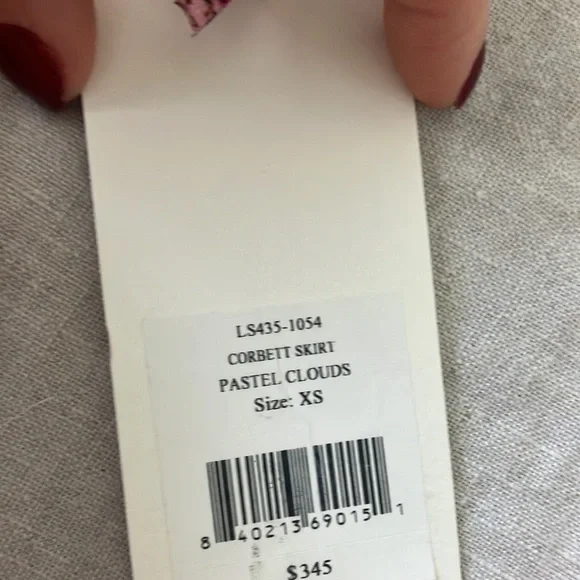 LS435-1054
CORBETT SKIRT
PASTEL CLOUDS
Size: XS
8 40213 69015 1
$345